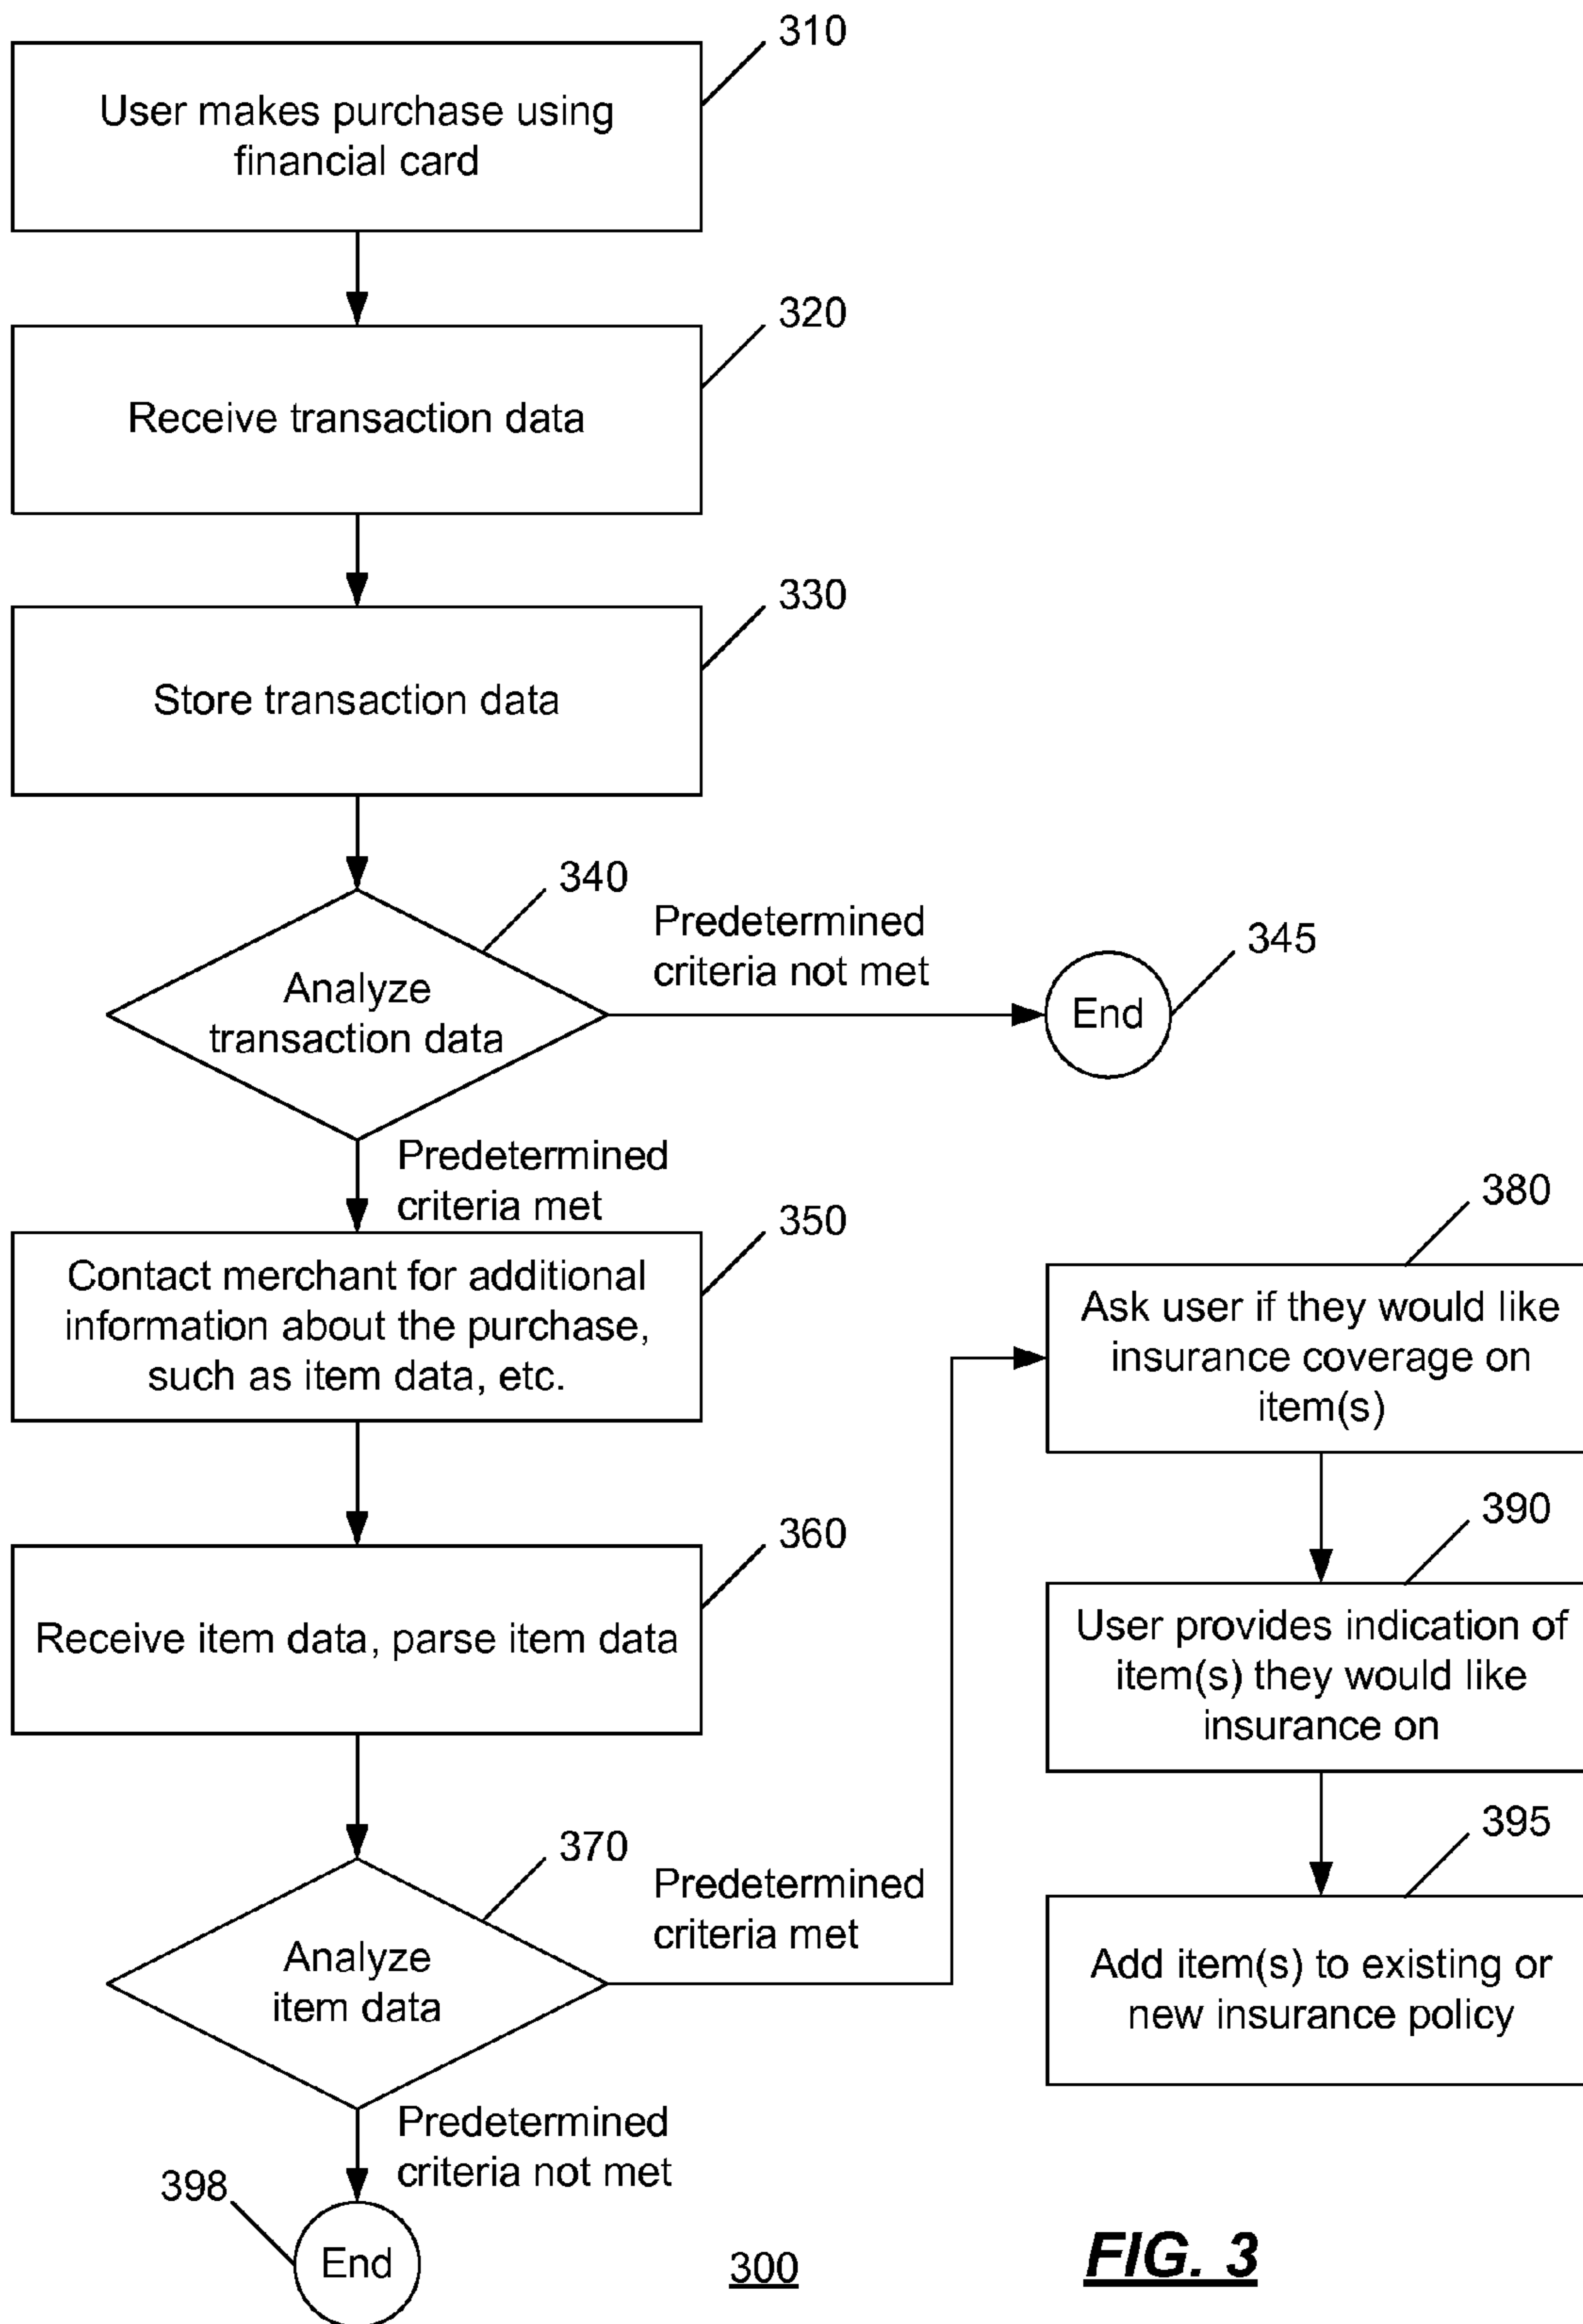 310
User makes purchase using
financial card
320
Receive transaction data
330
Store transaction data
340
Analyze
transaction data
Predetermined
criteria not met
End
345
Predetermined
criteria met
350
Contact merchant for additional
information about the purchase,
such as item data, etc.
360
Receive item data, parse item data
370
Analyze
item data
Predetermined
criteria met
380
Ask user if they would like
insurance coverage on
item(s)
390
User provides indication of
item(s) they would like
insurance on
395
Add item(s) to existing or
new insurance policy
Predetermined
criteria not met
398
End
300
FIG. 3